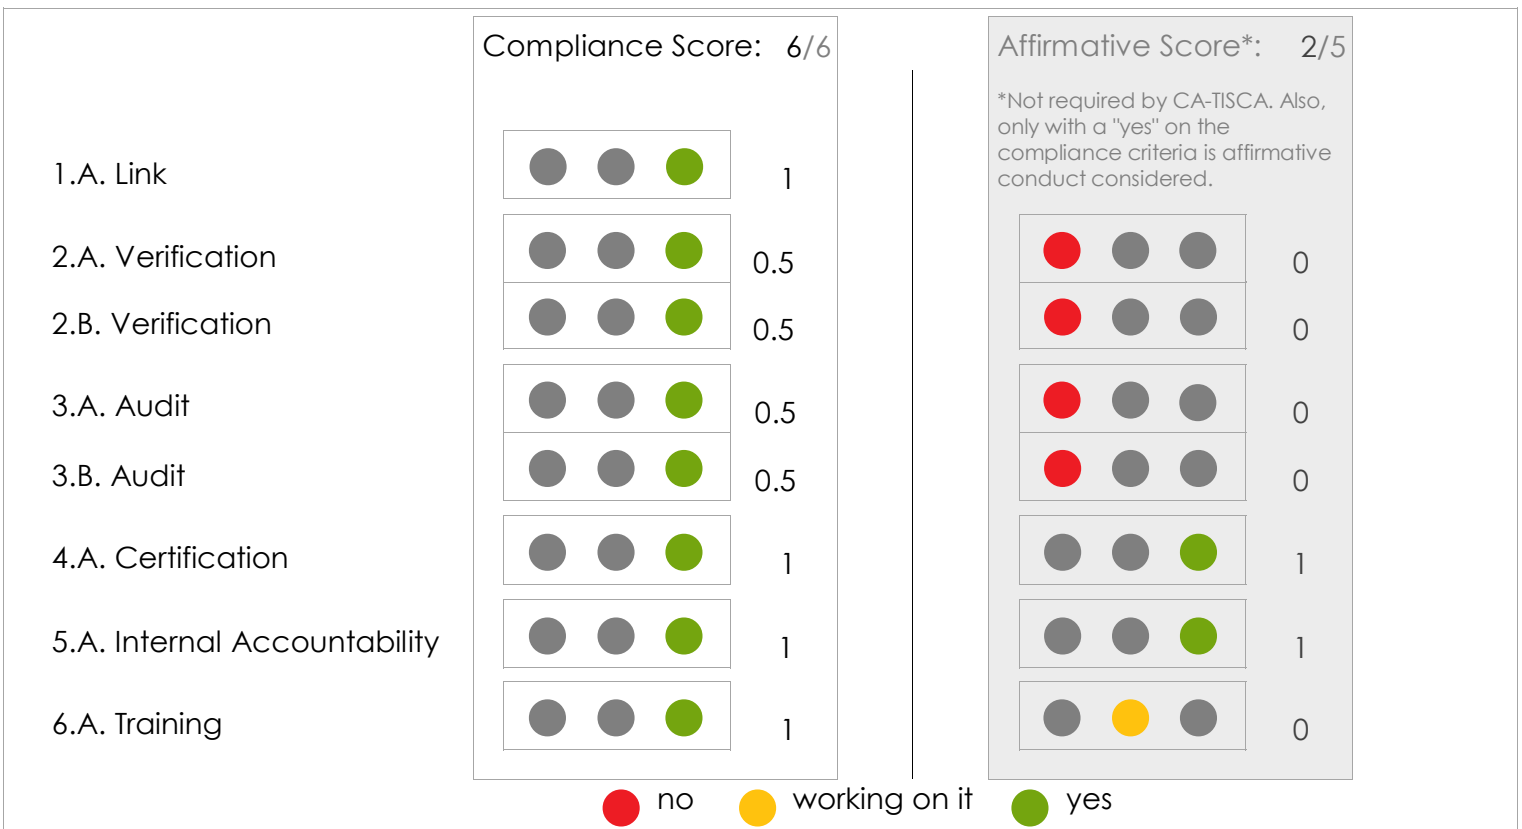 Compliance Score: 6/6
Affirmative Score*: 2/5
*Not required by CA-TISCA. Also,
only with a "yes" on the
compliance criteria is affirmative
conduct considered.
1.A. Link 1
2.A. Verification 0.5 0
2.B. Verification 0.5 0
3.A. Audit 0.5 0
3.B. Audit 0.5 0
4.A. Certification 1 1
5.A. Internal Accountability 1 1
6.A. Training 1 0
no working on it yes